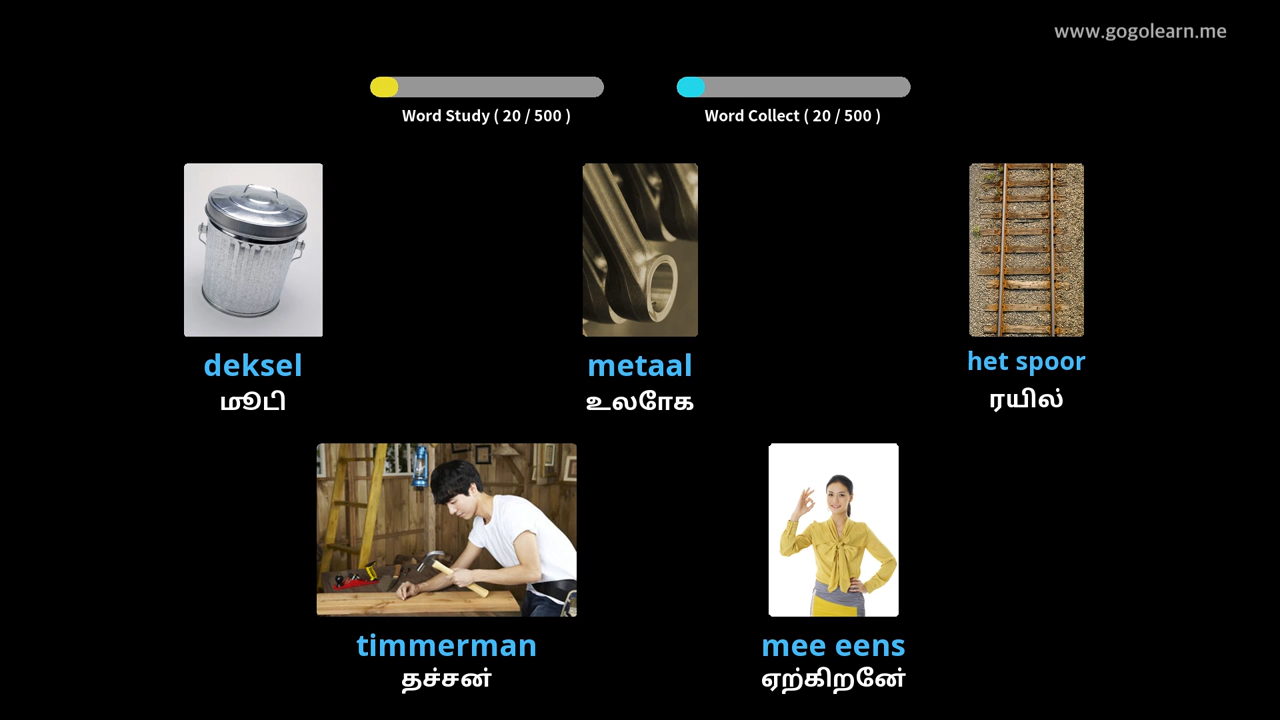 www.gogolearn.me
Word Study ( 20 / 500 )
Word Collect ( 20 / 500 )
deksel
மூடி
metaal
உலோக
het spoor
ரயில்
timmerman
தச்சன்
mee eens
ஏற்கிறேன்